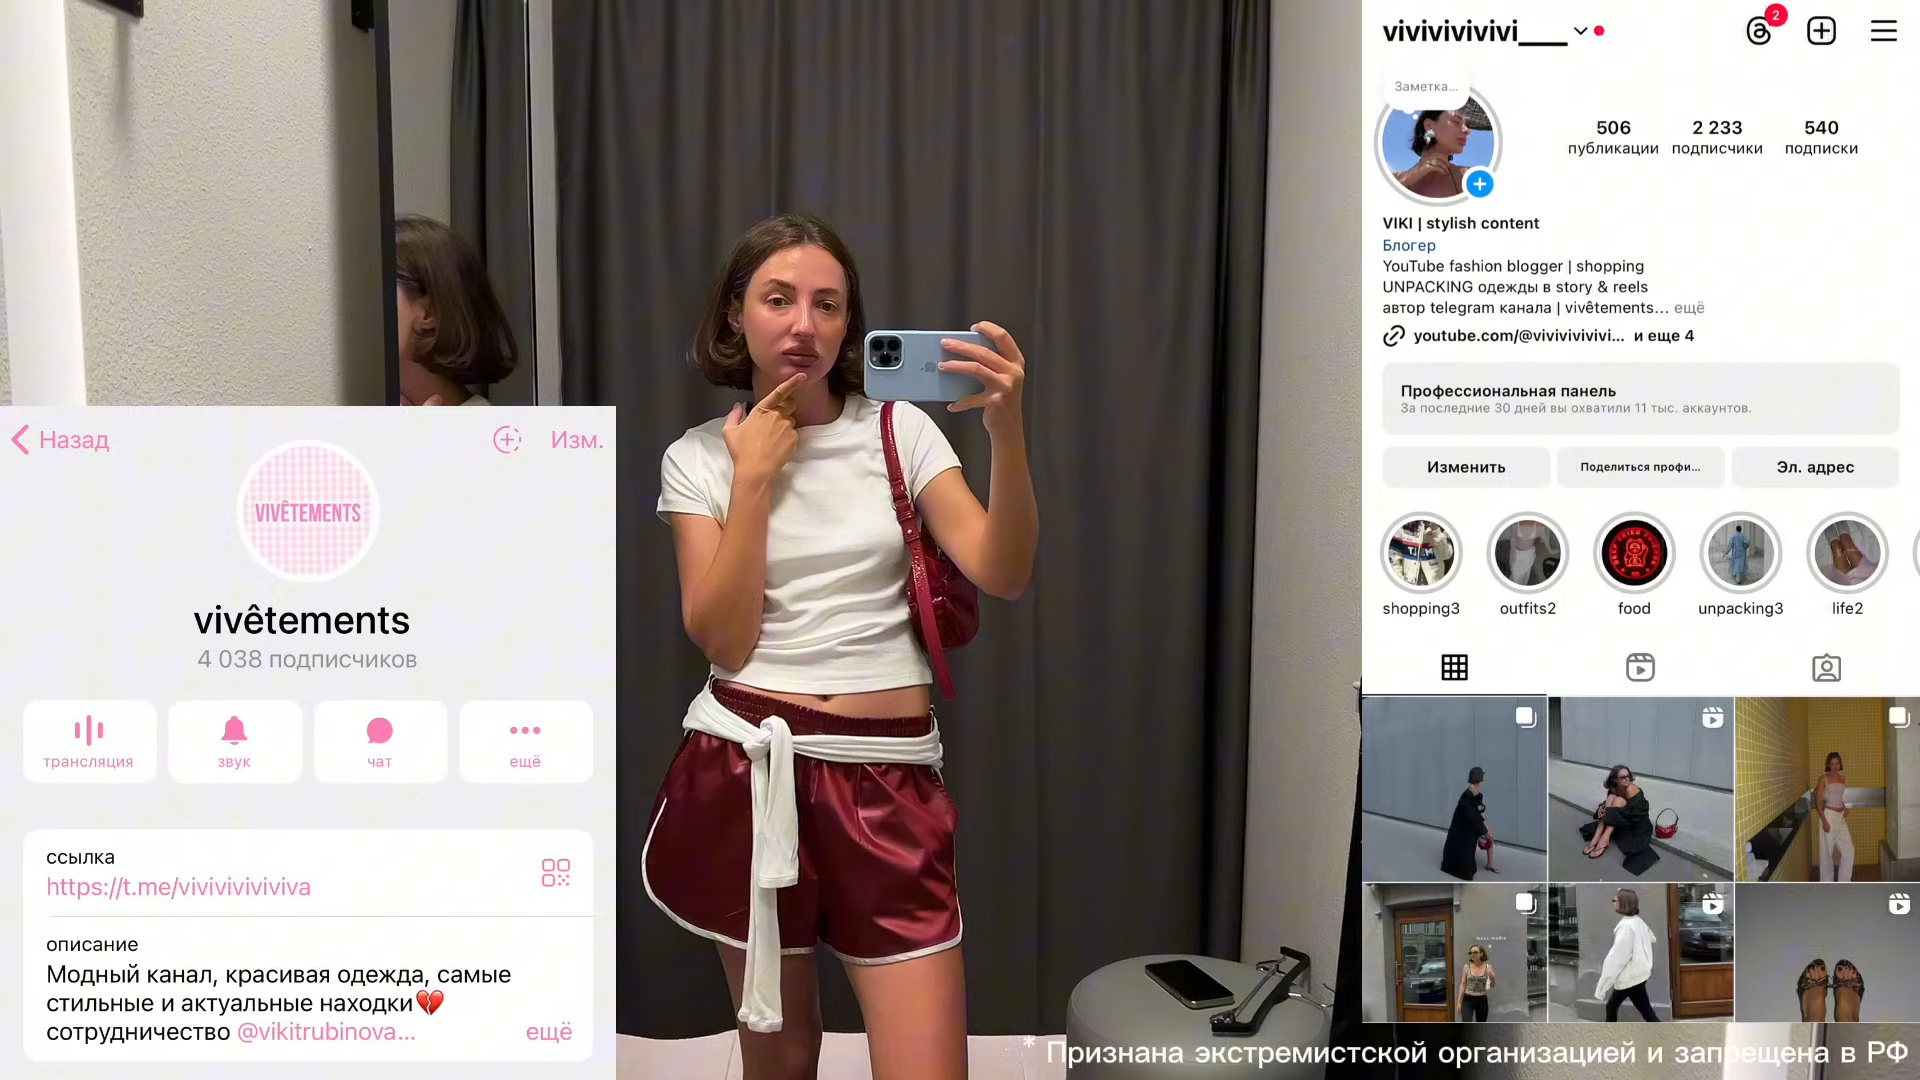 Назад
Изм.
VIVÊTEMENTS
vivêtements
4 038 подписчиков
трансляция
звук
чат
ещё
ссылка
https://t.me/viviviviviva
описание
Модный канал, красивая одежда, самые
стильные и актуальные находки💔
сотрудничество @vikitrubinova... ещё
vivivivivivi___
2
Заметка...
506
публикации
2 233
подписчики
540
подписки
VIKI | stylish content
Блогер
YouTube fashion blogger | shopping
UNPACKING одежды в story & reels
автор telegram канала | vivêtements... ещё
youtube.com/@vivivivivivi... и еще 4
Профессиональная панель
За последние 30 дней вы охватили 11 тыс. аккаунтов.
Изменить
Поделиться профи...
Эл. адрес
shopping3
outfits2
food
unpacking3
life2
* Признана экстремистской организацией и запрещена в РФ